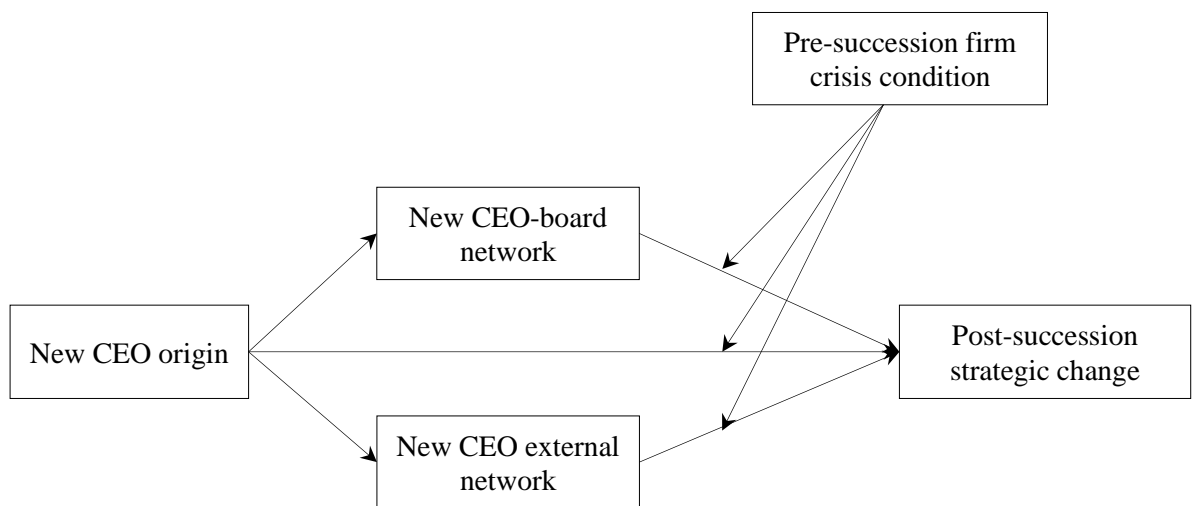 Pre-succession firm
crisis condition
New CEO-board
network
New CEO origin
Post-succession
strategic change
New CEO external
network